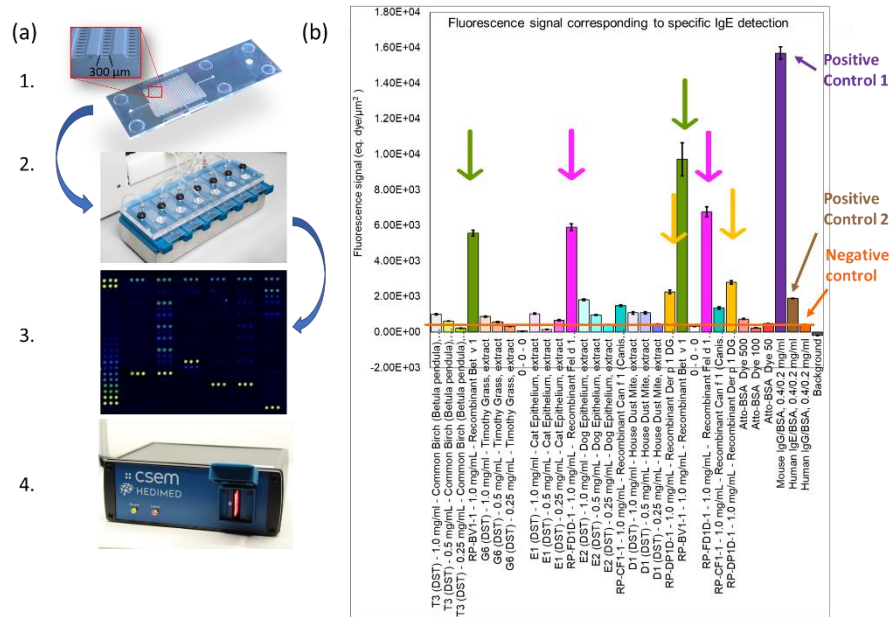 (a)
300 µm
1.
2.
3.
4.
csem
HEDIMED
(b)
Fluorescence signal corresponding to specific IgE detection
Fluorescence signal (eq. dye/µm²)
1.80E+04
1.60E+04
1.40E+04
1.20E+04
1.00E+04
8.00E+03
6.00E+03
4.00E+03
2.00E+03
0.00E+00
-2.00E+03
Positive
Control 1
Positive
Control 2
Negative
control
T3 (DST) - 1.0 mg/ml - Common Birch (Betula pendula)...
T3 (DST) - 0.5 mg/mL - Common Birch (Betula pendula)...
T3 (DST) - 0.25 mg/mL - Common Birch (Betula pendula)...
RP-BV1-1 - 1.0 mg/mL - Recombinant Bet. v 1
G6 (DST) - 1.0 mg/ml - Timothy Grass, extract
G6 (DST) - 0.5 mg/mL - Timothy Grass, extract
G6 (DST) - 0.25 mg/mL - Timothy Grass, extract
0 - 0 - 0
E1 (DST) - 1.0 mg/ml - Cat Epithelium, extract
E1 (DST) - 0.5 mg/mL - Cat Epithelium, extract
E1 (DST) - 0.25 mg/mL - Cat Epithelium, extract
RP-FD1D-1 - 1.0 mg/mL - Recombinant Fel d 1.
E2 (DST) - 1.0 mg/ml - Dog Epithelium, extract
E2 (DST) - 0.5 mg/mL - Dog Epithelium, extract
E2 (DST) - 0.25 mg/mL - Dog Epithelium, extract
RP-CF1-1 - 1.0 mg/mL - Recombinant Can f 1 (Canis.
D1 (DST) - 1.0 mg/ml - House Dust Mite, extract
D1 (DST) - 0.5 mg/mL - House Dust Mite, extract
D1 (DST) - 0.25 mg/mL - House Dust Mite, extract
RP-DP1D-1 - 1.0 mg/mL - Recombinant Der p 1 DG.
RP-BV1-1 - 1.0 mg/mL - Recombinant Bet. v 1
0 - 0 - 0
RP-FD1D-1 - 1.0 mg/mL - Recombinant Fel d 1.
RP-CF1-1 - 1.0 mg/mL - Recombinant Can f 1 (Canis.
RP-DP1D-1 - 1.0 mg/mL - Recombinant Der p 1 DG.
Atto-BSA Dye 500
Atto-BSA Dye 100
Atto-BSA Dye 50
Mouse IgG/BSA, 0.4/0.2 mg/ml
Human IgE/BSA, 0.4/0.2 mg/ml
Human IgG/BSA, 0.4/0.2 mg/ml
Background